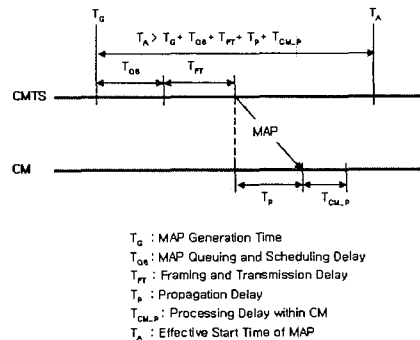 T_G T_A
T_A > T_G + T_QS + T_FT + T_P + T_CM_P
T_QS T_FT
CMTS
MAP
CM
T_P T_CM_P
T_G : MAP Generation Time
T_QS : MAP Queuing and Scheduling Delay
T_FT : Framing and Transmission Delay
T_P : Propagation Delay
T_CM_P : Processing Delay within CM
T_A : Effective Start Time of MAP